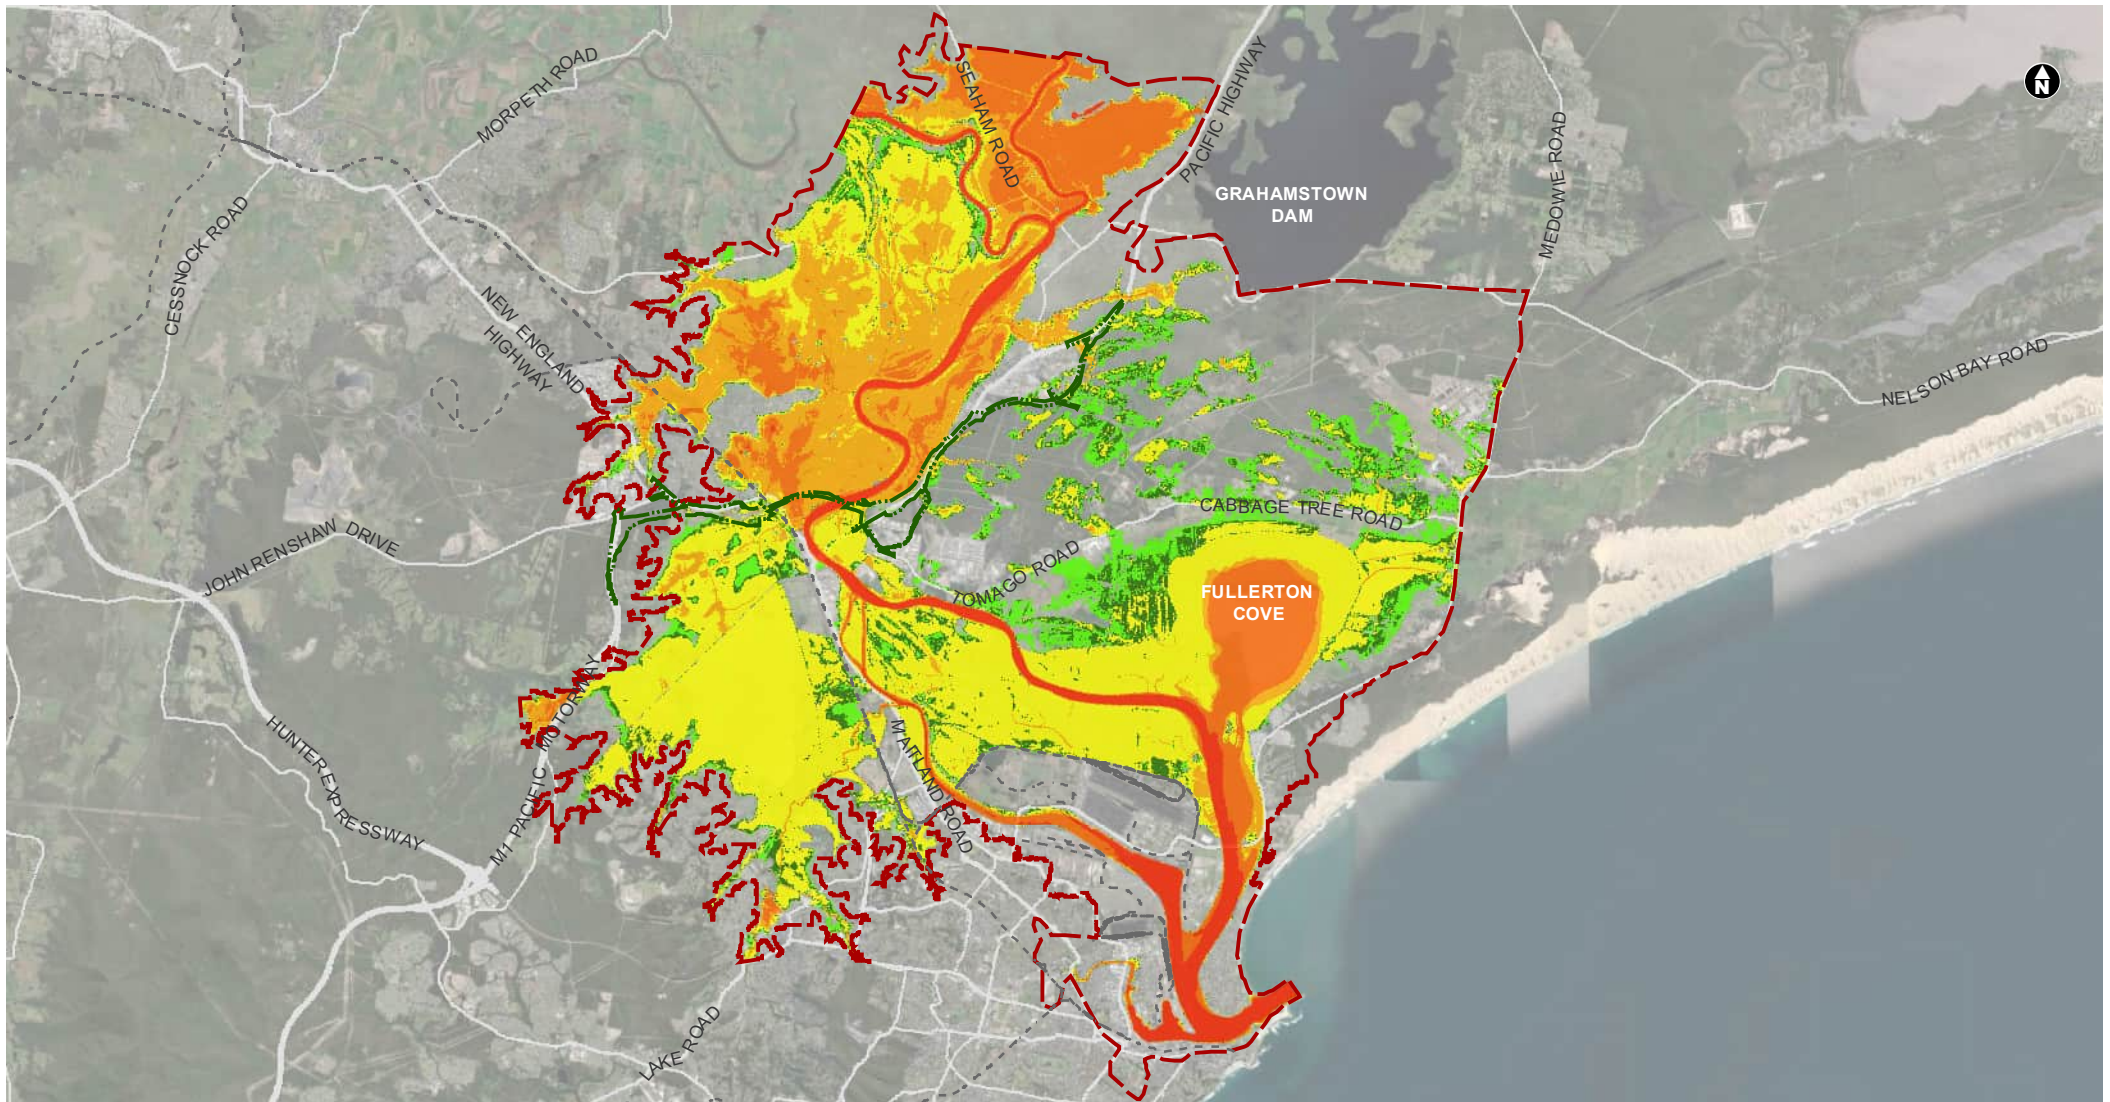 MORPETH ROAD
SEAHAM ROAD
PACIFIC HIGHWAY
N
GRAHAMSTOWN
DAM
MEDOWIE ROAD
CESSNOCK ROAD
NEW ENGLAND
HIGHWAY
NELSON BAY ROAD
JOHN RENSHAW DRIVE
CABBAGE TREE ROAD
TOMAGO ROAD
FULLERTON
COVE
HUNTER EXPRESSWAY
M1 PACIFIC MOTORWAY
MAITLAND ROAD
LAKE ROAD